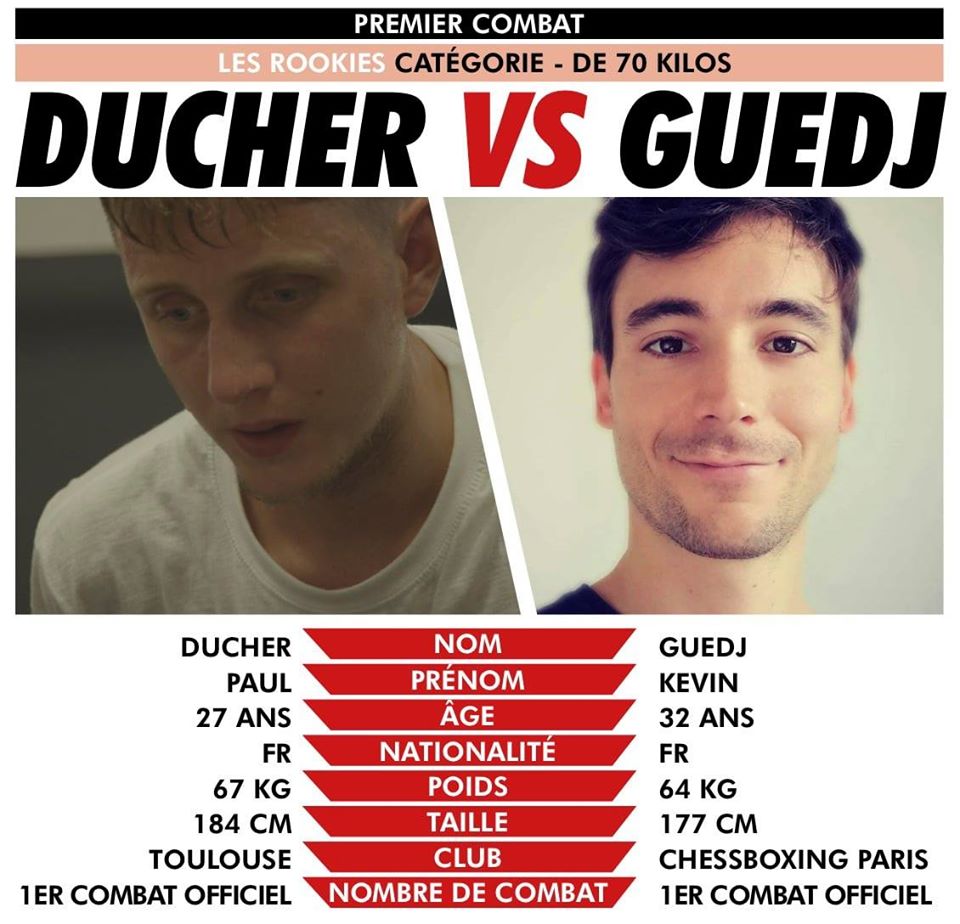 PREMIER COMBAT
LES ROOKIES CATÉGORIE - DE 70 KILOS
DUCHER VS GUEDJ
DUCHER NOM GUEDJ
PAUL PRÉNOM KEVIN
27 ANS ÂGE 32 ANS
FR NATIONALITÉ FR
67 KG POIDS 64 KG
184 CM TAILLE 177 CM
TOULOUSE CLUB CHESSBOXING PARIS
1ER COMBAT OFFICIEL NOMBRE DE COMBAT 1ER COMBAT OFFICIEL